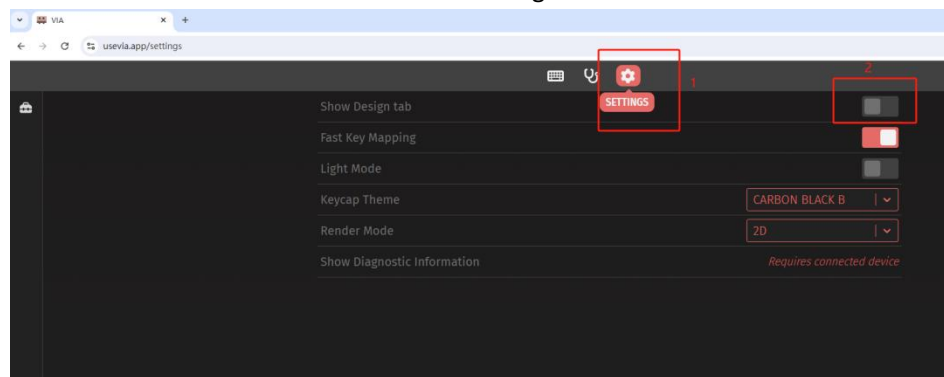 VIA
usevia.app/settings
1
2
SETTINGS
Show Design tab
Fast Key Mapping
Light Mode
Keycap Theme CARBON BLACK B
Render Mode 2D
Show Diagnostic Information Requires connected device